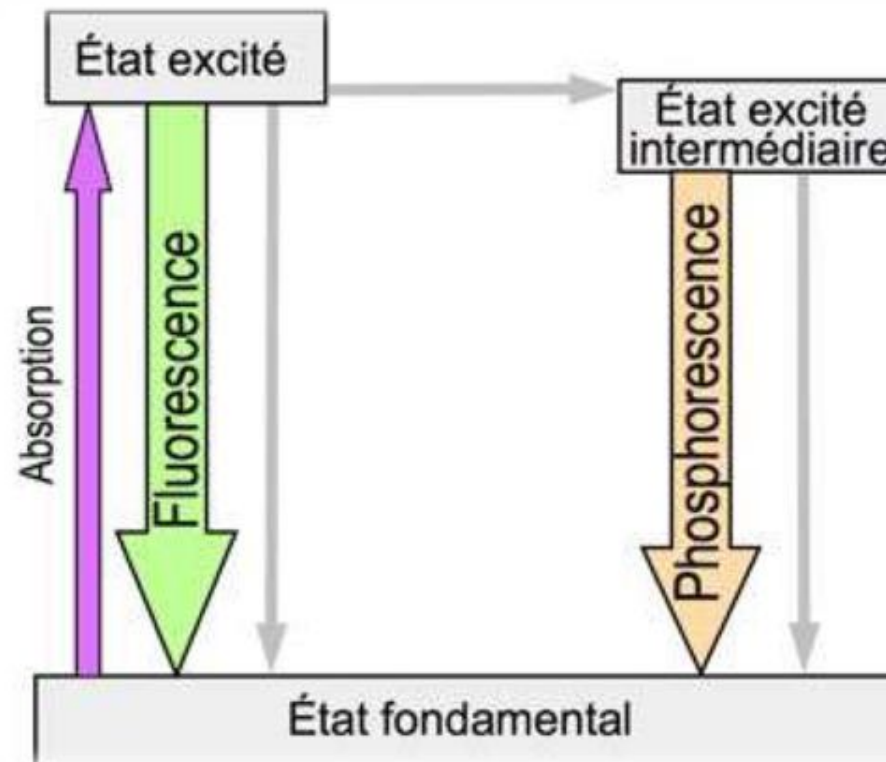 État excité
État excité
intermédiaire
Absorption
Fluorescence
Phosphorescence
État fondamental